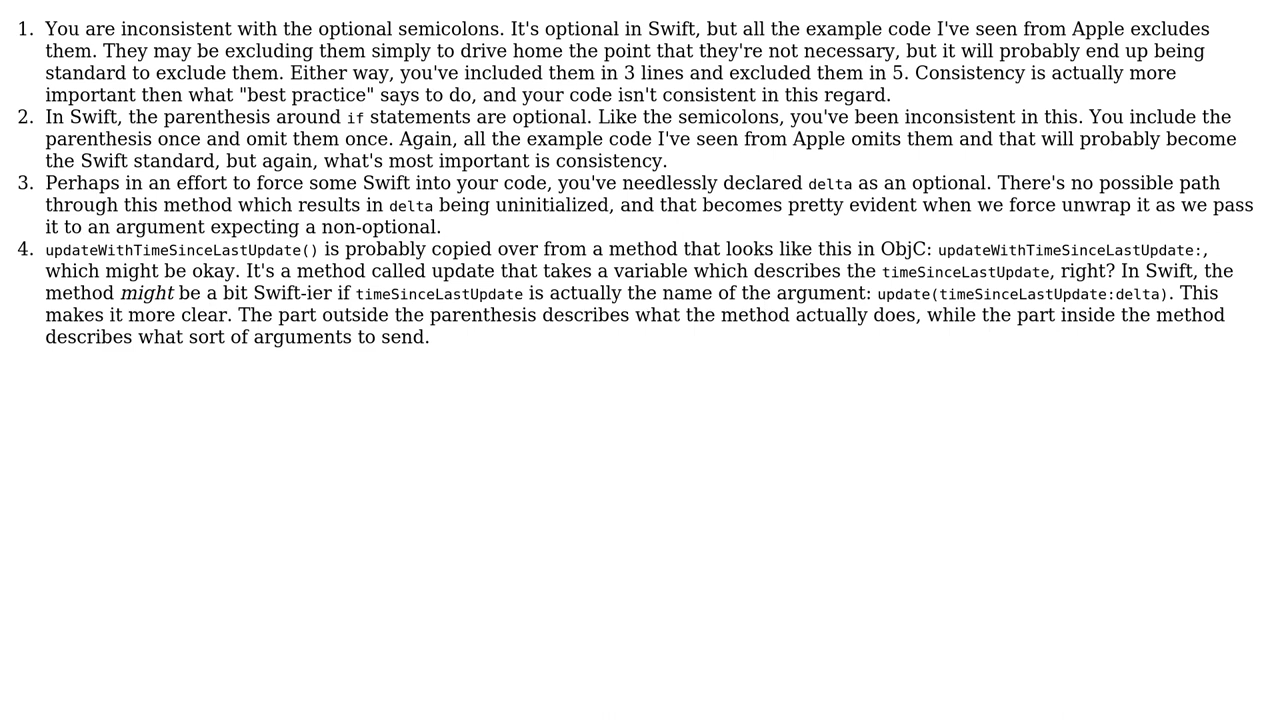 1. You are inconsistent with the optional semicolons. It's optional in Swift, but all the example code I've seen from Apple excludes
them. They may be excluding them simply to drive home the point that they're not necessary, but it will probably end up being
standard to exclude them. Either way, you've included them in 3 lines and excluded them in 5. Consistency is actually more
important then what "best practice" says to do, and your code isn't consistent in this regard.
2. In Swift, the parenthesis around if statements are optional. Like the semicolons, you've been inconsistent in this. You include the
parenthesis once and omit them once. Again, all the example code I've seen from Apple omits them and that will probably become
the Swift standard, but again, what's most important is consistency.
3. Perhaps in an effort to force some Swift into your code, you've needlessly declared delta as an optional. There's no possible path
through this method which results in delta being uninitialized, and that becomes pretty evident when we force unwrap it as we pass
it to an argument expecting a non-optional.
4. updateWithTimeSinceLastUpdate() is probably copied over from a method that looks like this in ObjC: updateWithTimeSinceLastUpdate:,
which might be okay. It's a method called update that takes a variable which describes the timeSinceLastUpdate, right? In Swift, the
method might be a bit Swift-ier if timeSinceLastUpdate is actually the name of the argument: update(timeSinceLastUpdate:delta). This
makes it more clear. The part outside the parenthesis describes what the method actually does, while the part inside the method
describes what sort of arguments to send.